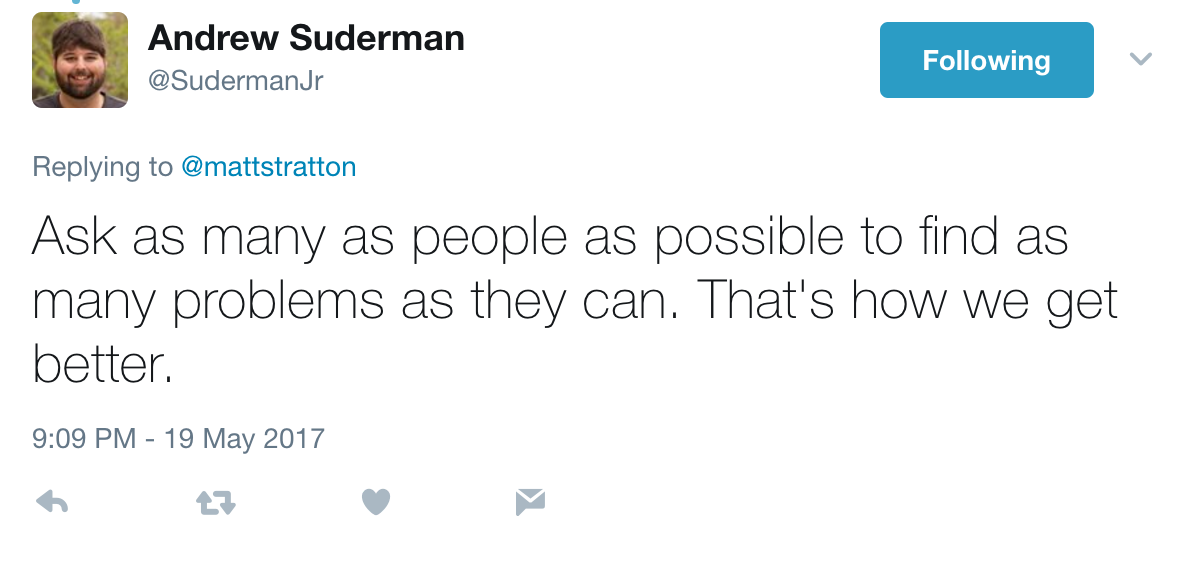 Andrew Suderman
@SudermanJr
Following
Replying to @mattstratton
Ask as many as people as possible to find as
many problems as they can. That's how we get
better.
9:09 PM - 19 May 2017